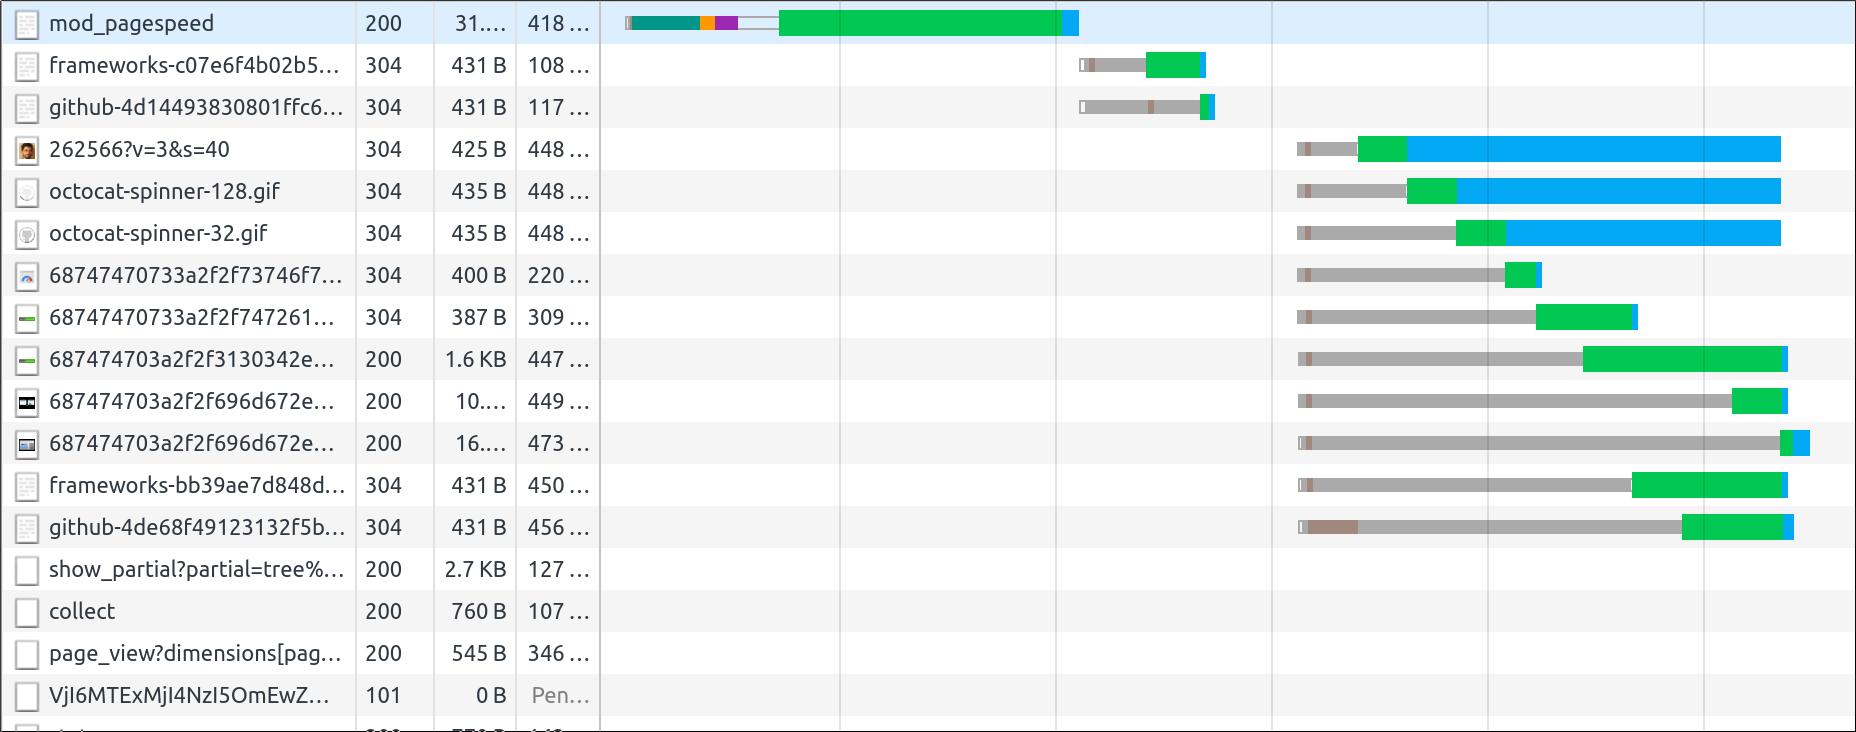 mod_pagespeed 200 31.... 418 ...
frameworks-c07e6f4b02b5... 304 431 B 108 ...
github-4d14493830801ffc6... 304 431 B 117 ...
262566?v=3&s=40 304 425 B 448 ...
octocat-spinner-128.gif 304 435 B 448 ...
octocat-spinner-32.gif 304 435 B 448 ...
68747470733a2f2f73746f7... 304 400 B 220 ...
68747470733a2f2f747261... 304 387 B 309 ...
687474703a2f2f3130342e... 200 1.6 KB 447 ...
687474703a2f2f696d672e... 200 10.... 449 ...
687474703a2f2f696d672e... 200 16.... 473 ...
frameworks-bb39ae7d848d... 304 431 B 450 ...
github-4de68f49123132f5b... 304 431 B 456 ...
show_partial?partial=tree%... 200 2.7 KB 127 ...
collect 200 760 B 107 ...
page_view?dimensions[pag... 200 545 B 346 ...
VjI6MTExMjI4NzI5OmEwZ... 101 0 B Pen...